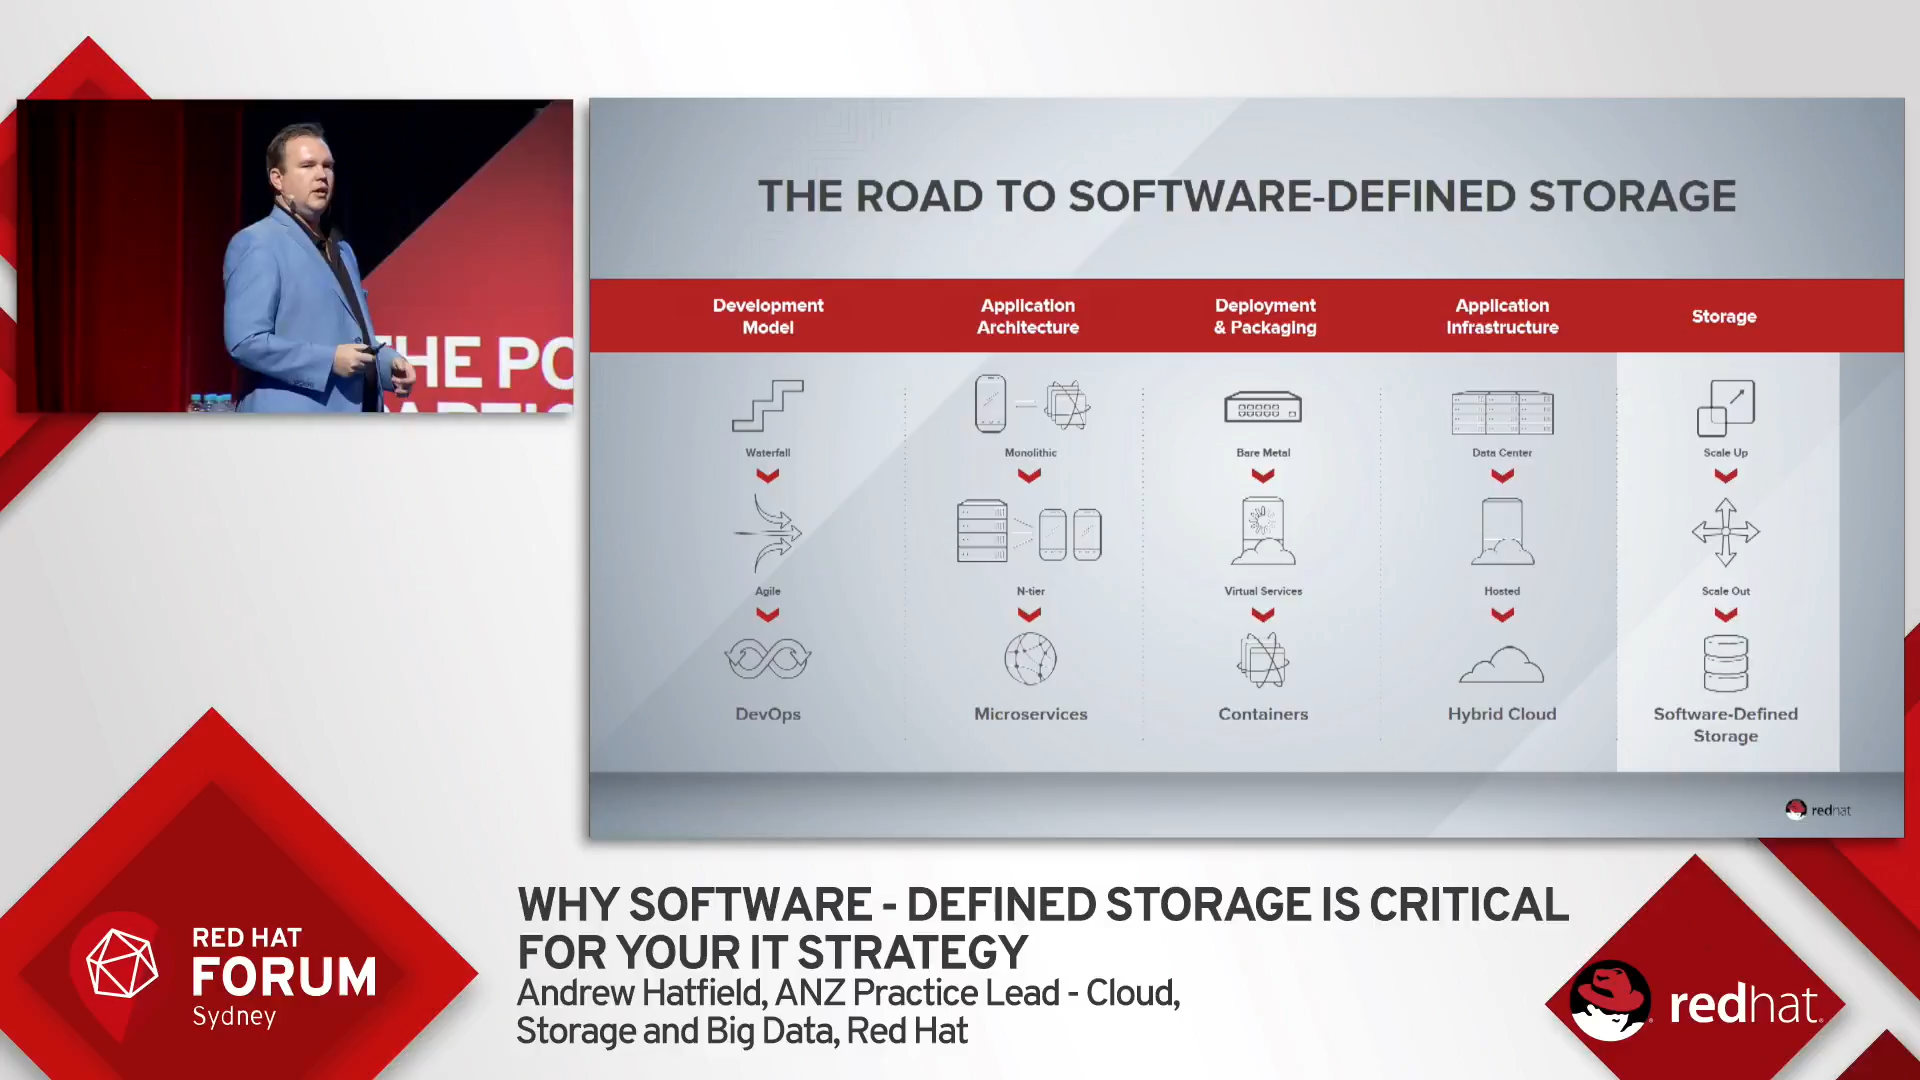 THE PO
THE ROAD TO SOFTWARE-DEFINED STORAGE
Development
Model
Application
Architecture
Deployment
& Packaging
Application
Infrastructure
Storage
Waterfall
Monolithic
Bare Metal
Data Center
Scale Up
Agile
N-tier
Virtual Services
Hosted
Scale Out
DevOps
Microservices
Containers
Hybrid Cloud
Software-Defined
Storage
redhat
WHY SOFTWARE - DEFINED STORAGE IS CRITICAL
FOR YOUR IT STRATEGY
Andrew Hatfield, ANZ Practice Lead - Cloud,
Storage and Big Data, Red Hat
RED HAT
FORUM
Sydney
redhat.